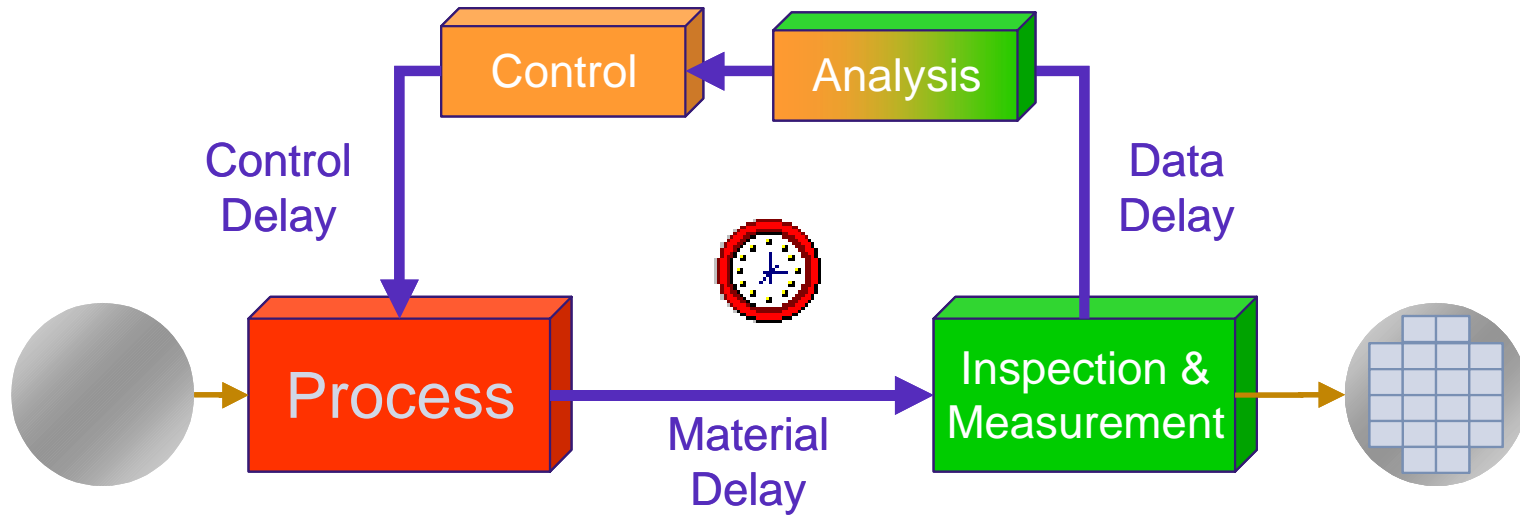 Control
Analysis
Control
Delay
Data
Delay
Process
Material
Delay
Inspection &
Measurement